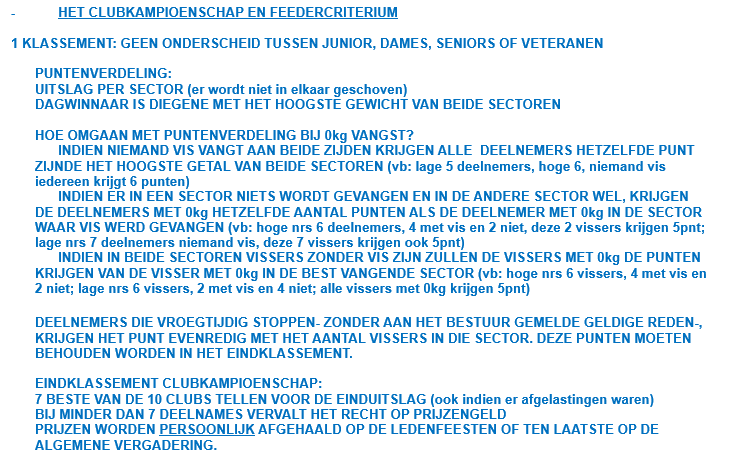 - HET CLUBKAMPIOENSCHAP EN FEEDERCRITERIUM
1 KLASSEMENT: GEEN ONDERSCHEID TUSSEN JUNIOR, DAMES, SENIORS OF VETERANEN
PUNTENVERDELING:
UITSLAG PER SECTOR (er wordt niet in elkaar geschoven)
DAGWINNAAR IS DIEGENE MET HET HOOGSTE GEWICHT VAN BEIDE SECTOREN
HOE OMGAAN MET PUNTENVERDELING BIJ 0kg VANGST?
INDIEN NIEMAND VIS VANGT AAN BEIDE ZIJDEN KRIJGEN ALLE DEELNEMERS HETZELFDE PUNT
ZIJNDE HET HOOGSTE GETAL VAN BEIDE SECTOREN (vb: lage 5 deelnemers, hoge 6, niemand vis
iedereen krijgt 6 punten)
INDIEN ER IN EEN SECTOR NIETS WORDT GEVANGEN EN IN DE ANDERE SECTOR WEL, KRIJGEN
DE DEELNEMERS MET 0kg HETZELFDE AANTAL PUNTEN ALS DE DEELNEMER MET 0kg IN DE SECTOR
WAAR VIS WERD GEVANGEN (vb: hoge nrs 6 deelnemers, 4 met vis en 2 niet, deze 2 vissers krijgen 5pnt;
lage nrs 7 deelnemers niemand vis, deze 7 vissers krijgen ook 5pnt)
INDIEN IN BEIDE SECTOREN VISSERS ZONDER VIS ZIJN ZULLEN DE VISSERS MET 0kg DE PUNTEN
KRIJGEN VAN DE VISSER MET 0kg IN DE BEST VANGENDE SECTOR (vb: hoge nrs 6 vissers, 4 met vis en
2 niet; lage nrs 6 vissers, 2 met vis en 4 niet; alle vissers met 0kg krijgen 5pnt)
DEELNEMERS DIE VROEGTIJDIG STOPPEN- ZONDER AAN HET BESTUUR GEMELDE GELDIGE REDEN-,
KRIJGEN HET PUNT EVENREDIG MET HET AANTAL VISSERS IN DIE SECTOR. DEZE PUNTEN MOETEN
BEHOUDEN WORDEN IN HET EINDKLASSEMENT.
EINDKLASSEMENT CLUBKAMPIOENSCHAP:
7 BESTE VAN DE 10 CLUBS TELLEN VOOR DE EINDUITSLAG (ook indien er afgelastingen waren)
BIJ MINDER DAN 7 DEELNAMES VERVALT HET RECHT OP PRIJZENGELD
PRIJZEN WORDEN PERSOONLIJK AFGEHAALD OP DE LEDENFEESTEN OF TEN LAATSTE OP DE
ALGEMENE VERGADERING.